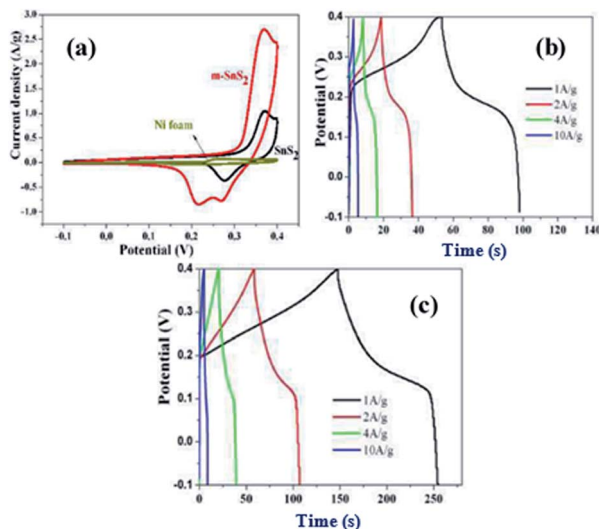 (a)
Current density (A/g)
3.0
2.5
2.0
1.5
1.0
0.5
0.0
-0.5
1.0
m-SnS₂
Ni foam
SnS₂
-0.1 0.0 0.1 0.2 0.3 0.4
Potential (V)
(b)
Potential (V)
0.4
0.3
0.2
0.1
0.0
-0.1
1A/g
2A/g
4A/g
10A/g
0 20 40 60 80 100 120 140
Time (s)
(c)
Potential (V)
0.4
0.3
0.2
0.1
0.0
-0.1
1A/g
2A/g
4A/g
10A/g
0 50 100 150 200 250
Time (s)